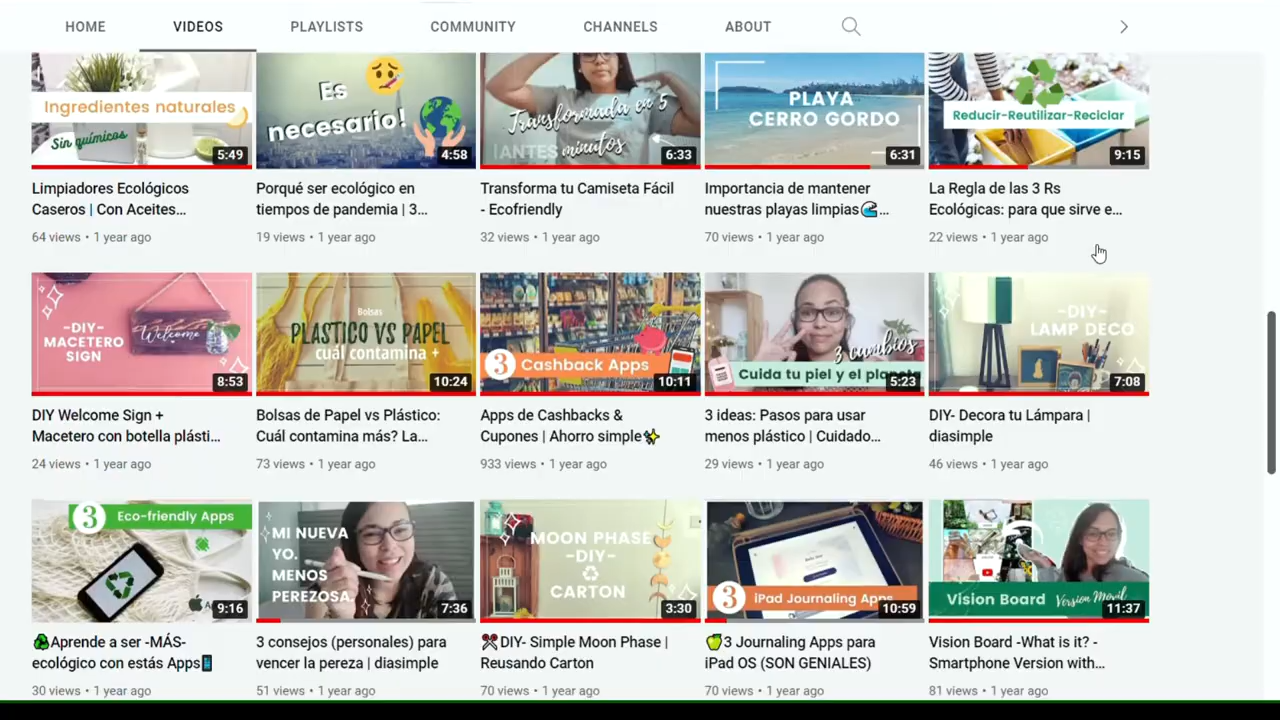 HOME VIDEOS PLAYLISTS COMMUNITY CHANNELS ABOUT
Ingredientes naturales
Sin químicos
5:49
Es
necesario!
4:58
Transformada en 5
minutos
ANTES
6:33
PLAYA
CERRO GORDO
6:31
Reducir-Reutilizar-Reciclar
9:15
Limpiadores Ecológicos
Caseros | Con Aceites...
64 views • 1 year ago
Porqué ser ecológico en
tiempos de pandemia | 3...
19 views • 1 year ago
Transforma tu Camiseta Fácil
- Ecofriendly
32 views • 1 year ago
Importancia de mantener
nuestras playas limpias🌊...
70 views • 1 year ago
La Regla de las 3 Rs
Ecológicas: para que sirve e...
22 views • 1 year ago
-DIY-
MACETERO
SIGN
Welcome
8:53
Bolsas
PLASTICO VS PAPEL
cuál contamina +
10:24
3 Cashback Apps
10:11
3 cambios
Cuida tu piel y el planeta
5:23
-DIY-
LAMP DECO
7:08
DIY Welcome Sign +
Macetero con botella plásti...
24 views • 1 year ago
Bolsas de Papel vs Plástico:
Cuál contamina más? La...
73 views • 1 year ago
Apps de Cashbacks &
Cupones | Ahorro simple✨
933 views • 1 year ago
3 ideas: Pasos para usar
menos plástico | Cuidado...
29 views • 1 year ago
DIY- Decora tu Lámpara |
diasimple
46 views • 1 year ago
3 Eco-friendly Apps
9:16
MI NUEVA
YO.
MENOS
PEREZOSA.
7:36
MOON PHASE
-DIY-
CARTON
3:30
3 iPad Journaling Apps
10:59
Vision Board Version Movil
11:37
♻Aprende a ser -MÁS-
ecológico con estás Apps📱
30 views • 1 year ago
3 consejos (personales) para
vencer la pereza | diasimple
51 views • 1 year ago
✂DIY- Simple Moon Phase |
Reusando Carton
70 views • 1 year ago
🍏3 Journaling Apps para
iPad OS (SON GENIALES)
70 views • 1 year ago
Vision Board -What is it? -
Smartphone Version with...
81 views • 1 year ago